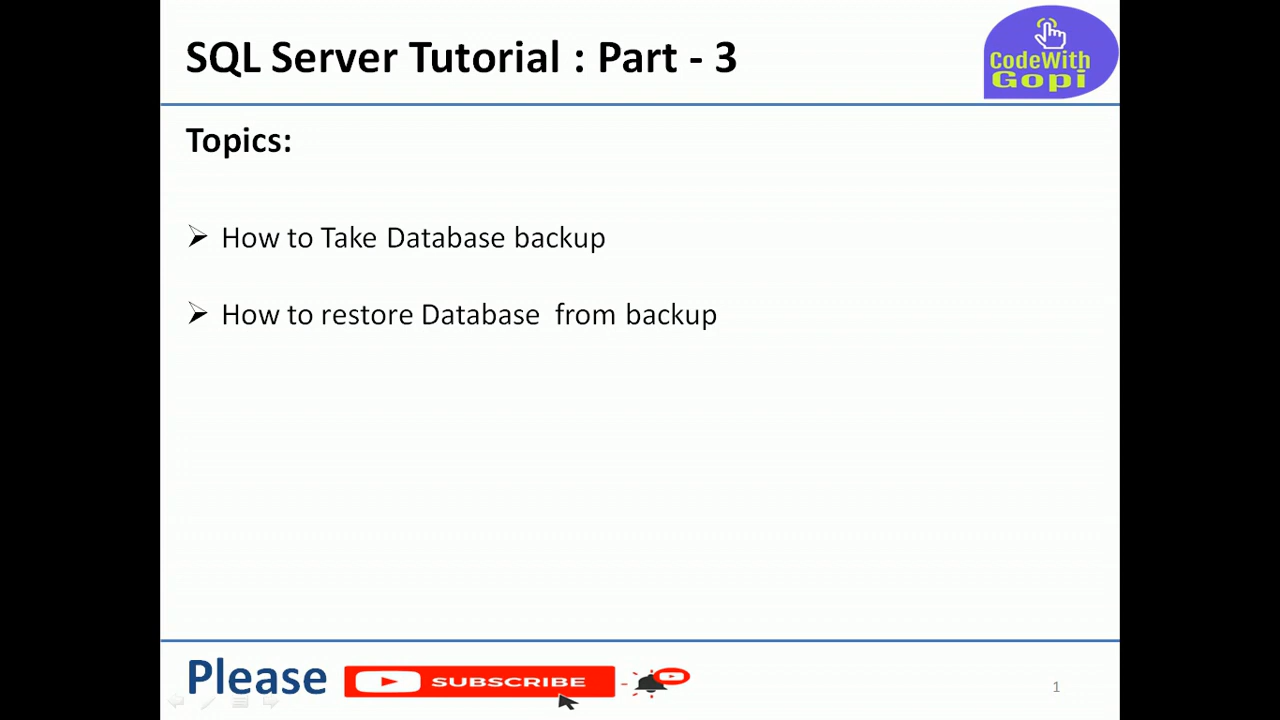 SQL Server Tutorial : Part - 3
CodeWith
Gopi
Topics:
How to Take Database backup
How to restore Database  from backup
Please
SUBSCRIBE
1